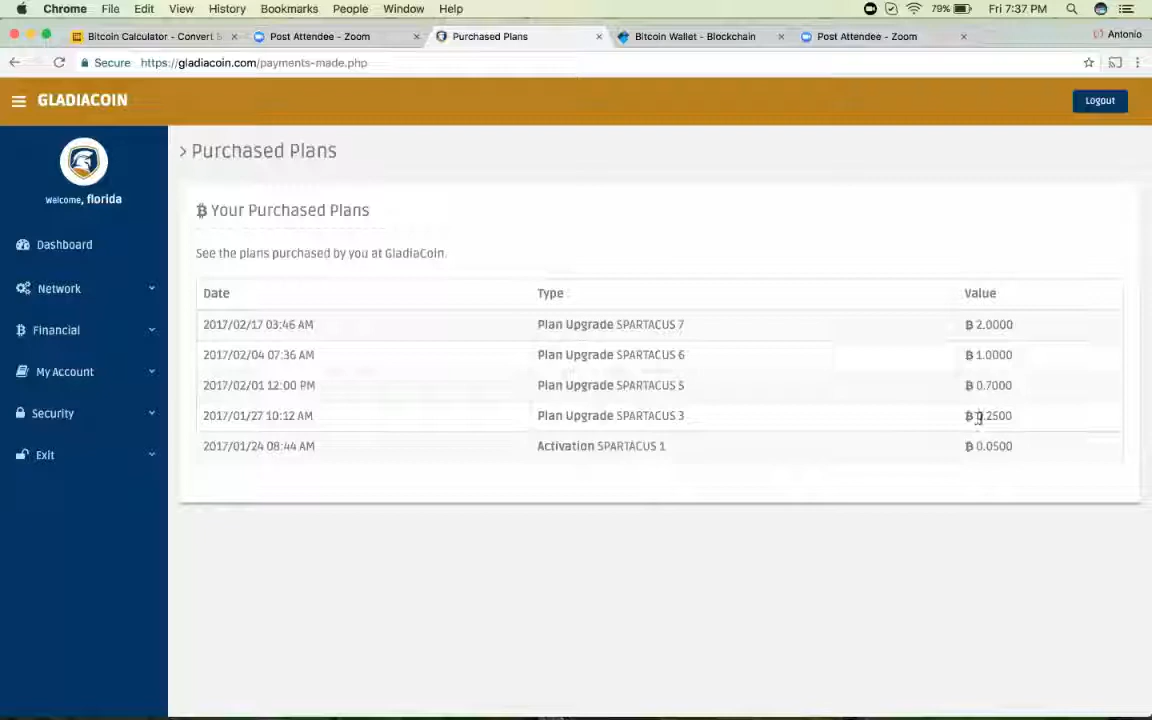 Chrome File Edit View History Bookmarks People Window Help 79% Fri 7:37 PM
Bitcoin Calculator - Convert Post Attendee - Zoom Purchased Plans Bitcoin Wallet - Blockchain Post Attendee - Zoom Antonio
Secure https://gladiacoin.com/payments-made.php
GLADIACOIN Logout
> Purchased Plans
Welcome, florida
Your Purchased Plans
Dashboard
See the plans purchased by you at GladiaCoin.
Network
Date Type Value
2017/02/17 03:46 AM Plan Upgrade SPARTACUS 7 ₿ 2.0000
Financial
2017/02/04 07:36 AM Plan Upgrade SPARTACUS 6 ₿ 1.0000
My Account
2017/02/01 12:00 PM Plan Upgrade SPARTACUS 5 ₿ 0.7000
Security
2017/01/27 10:12 AM Plan Upgrade SPARTACUS 3 ₿ 0.2500
2017/01/24 08:44 AM Activation SPARTACUS 1 ₿ 0.0500
Exit